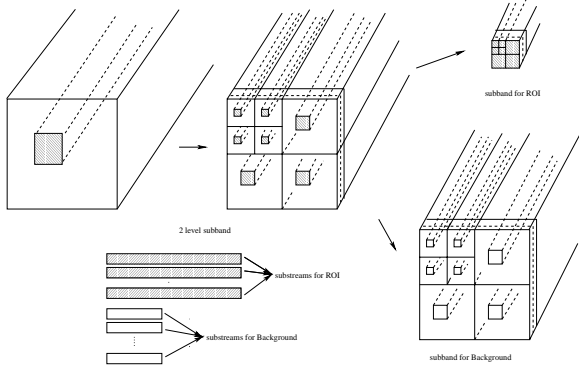 subband for ROI
2 level subband
substreams for ROI
substreams for Background
subband for Background